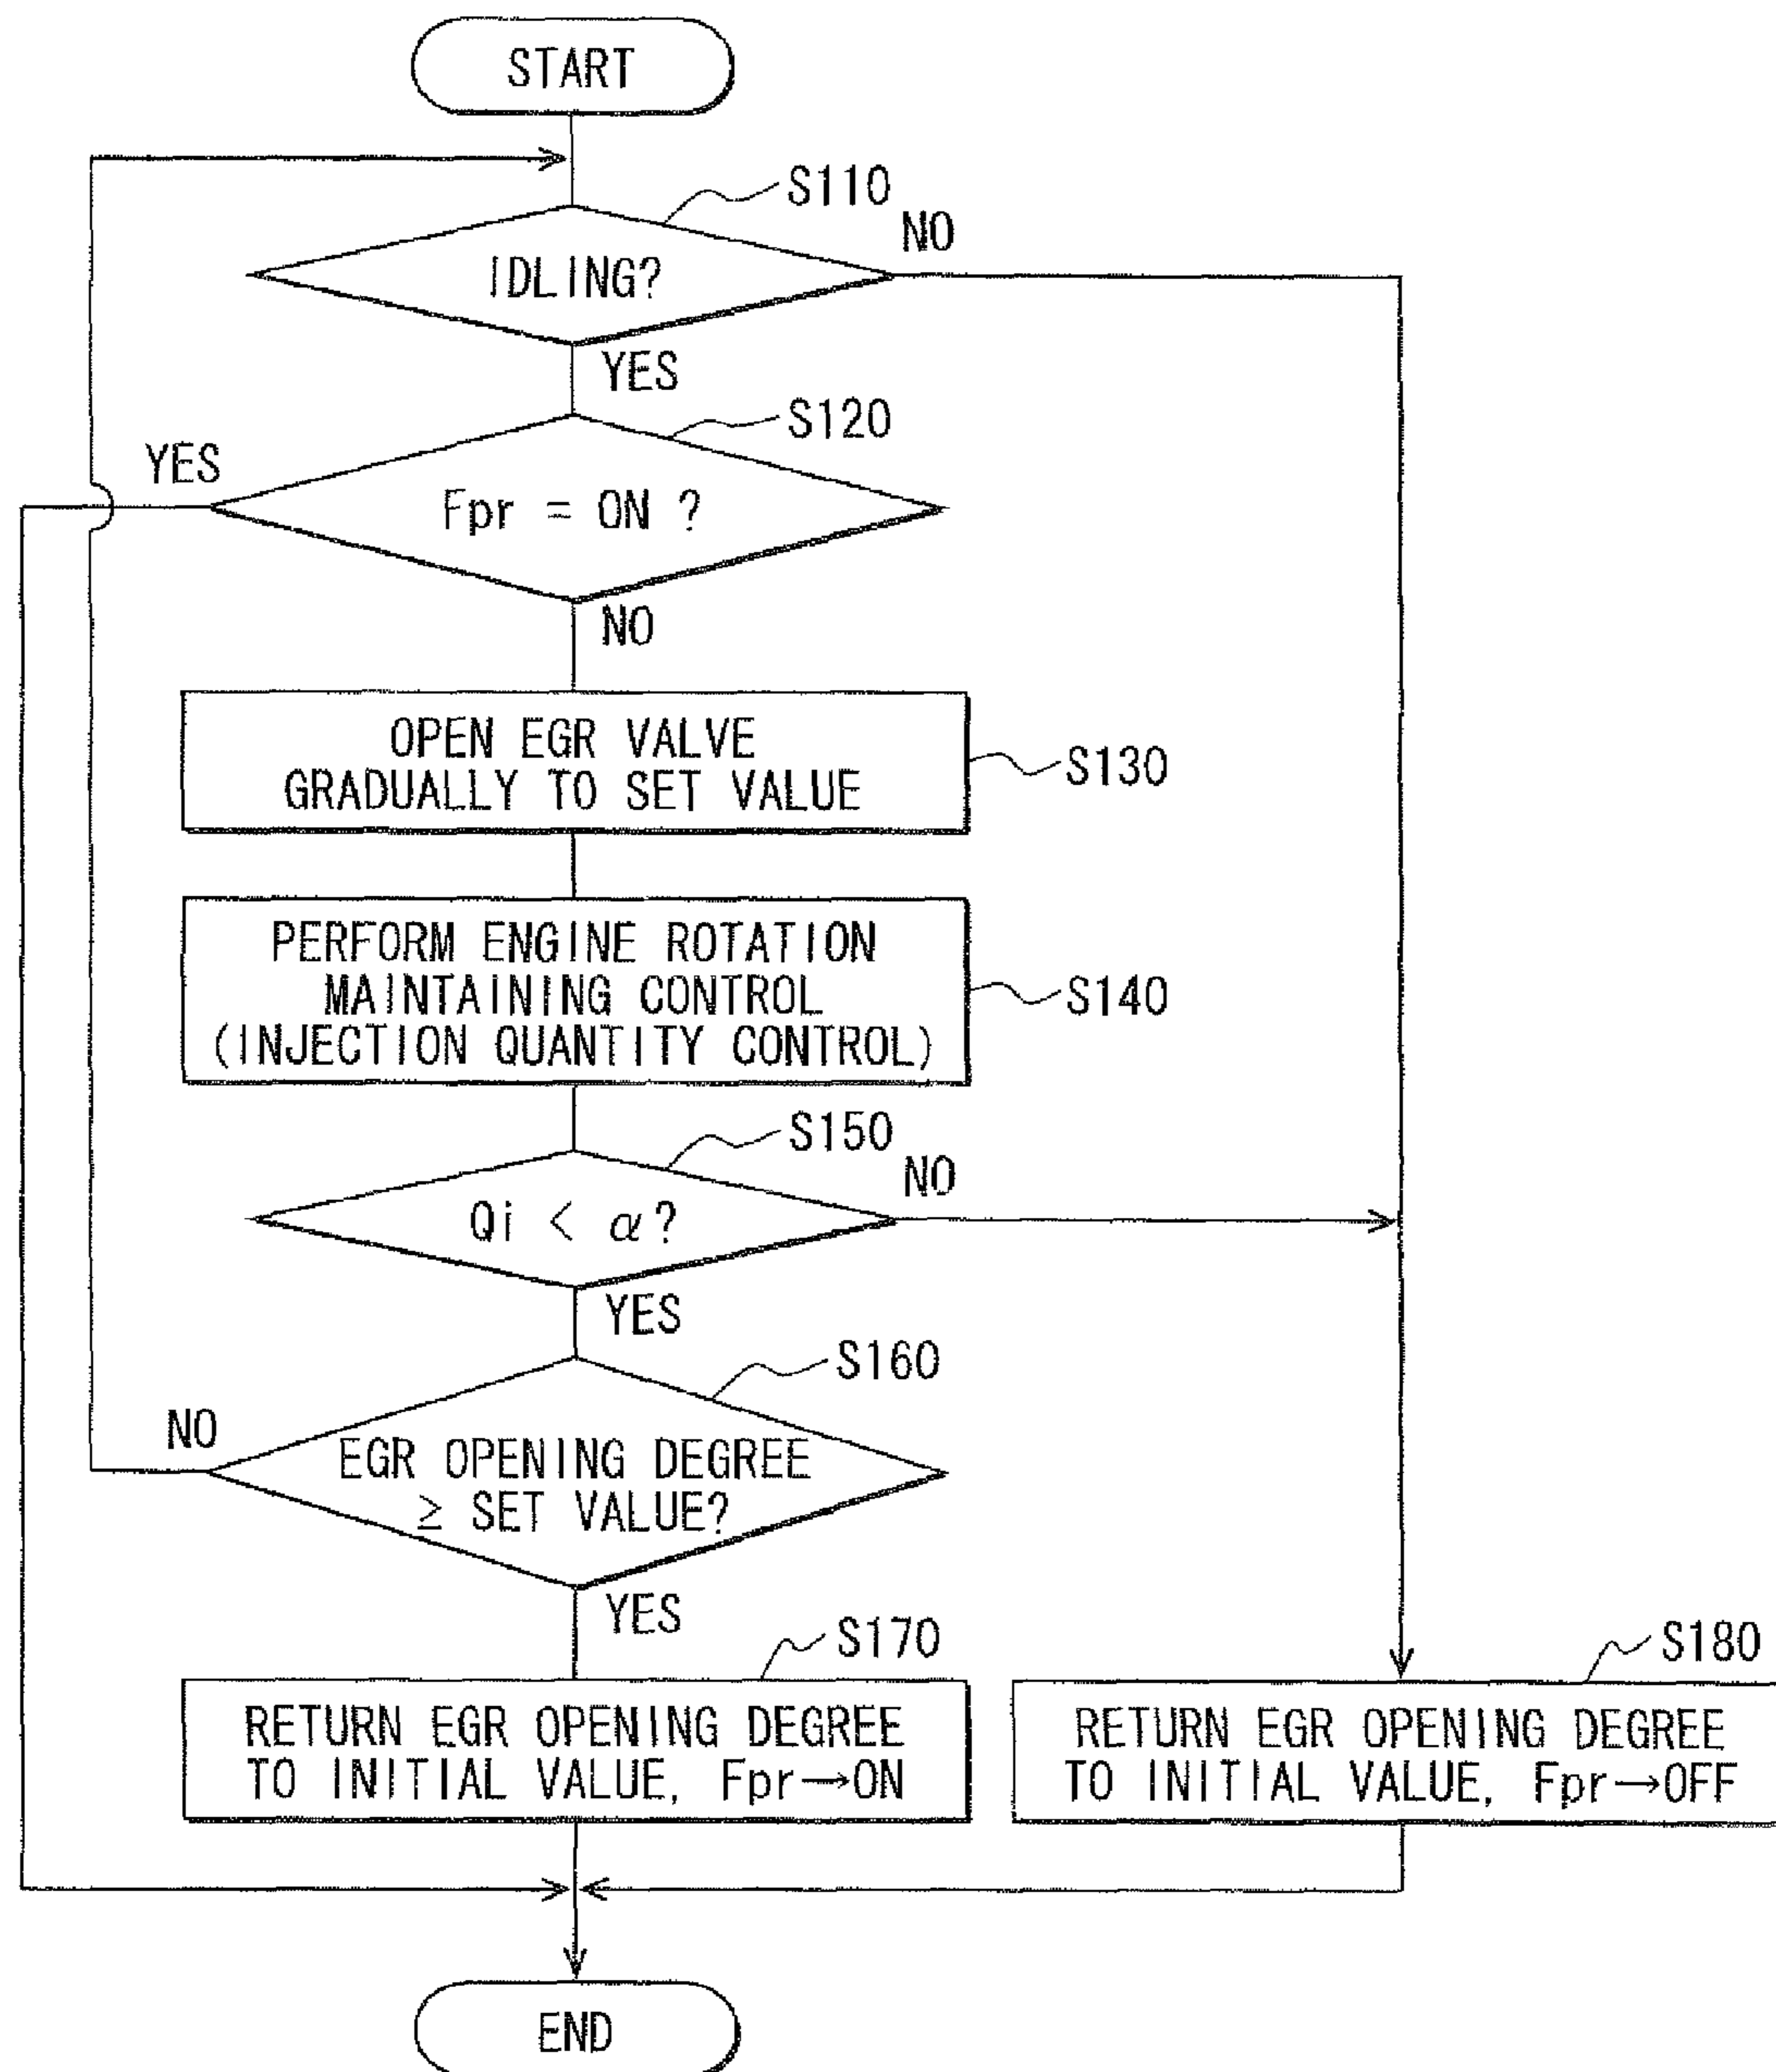 START
S110
NO
IDLING?
YES
S120
YES
Fpr = ON ?
NO
OPEN EGR VALVE
GRADUALLY TO SET VALUE
S130
PERFORM ENGINE ROTATION
MAINTAINING CONTROL
(INJECTION QUANTITY CONTROL)
S140
S150
NO
Qi < α?
YES
S160
NO
EGR OPENING DEGREE
≥ SET VALUE?
YES
S170
S180
RETURN EGR OPENING DEGREE
TO INITIAL VALUE, Fpr→ON
RETURN EGR OPENING DEGREE
TO INITIAL VALUE, Fpr→OFF
END